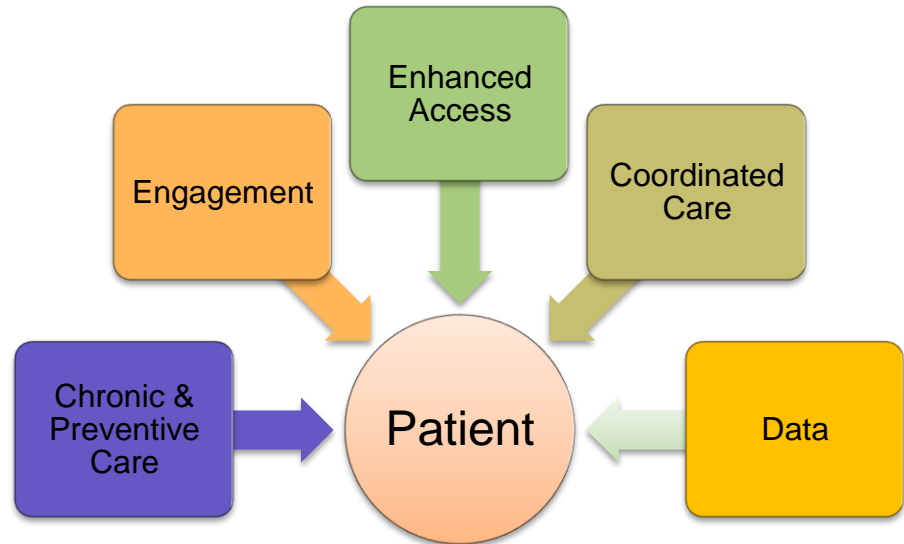 Enhanced
Access
Engagement
Coordinated
Care
Chronic &
Preventive
Care
Patient
Data